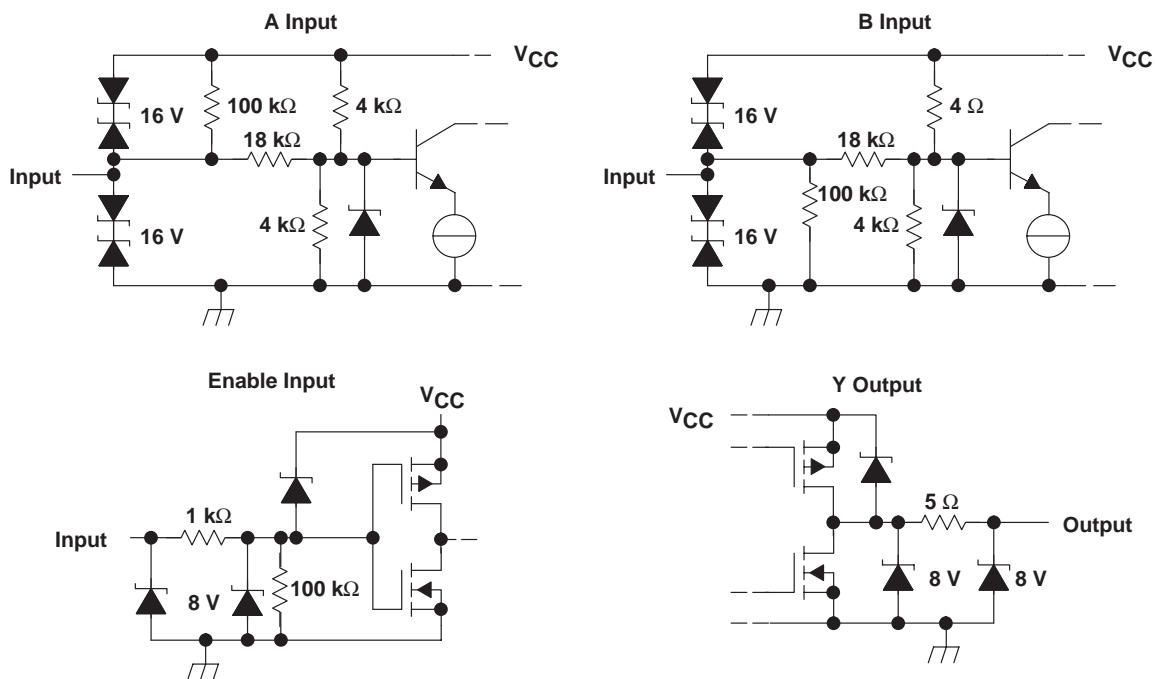 A Input
VCC
16 V
100 kΩ
4 kΩ
18 kΩ
Input
16 V
4 kΩ
B Input
VCC
16 V
4 Ω
18 kΩ
Input
100 kΩ
16 V
4 kΩ
Enable Input
VCC
1 kΩ
Input
8 V
100 kΩ
Y Output
VCC
5 Ω
Output
8 V
8 V